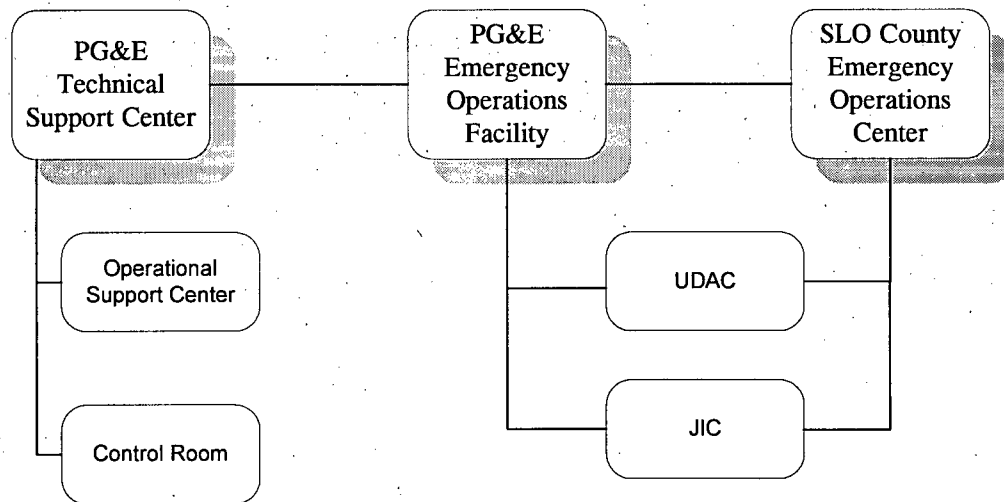 PG&E
Technical
Support Center
PG&E
Emergency
Operations
Facility
SLO County
Emergency
Operations
Center
Operational
Support Center
UDAC
Control Room
JIC